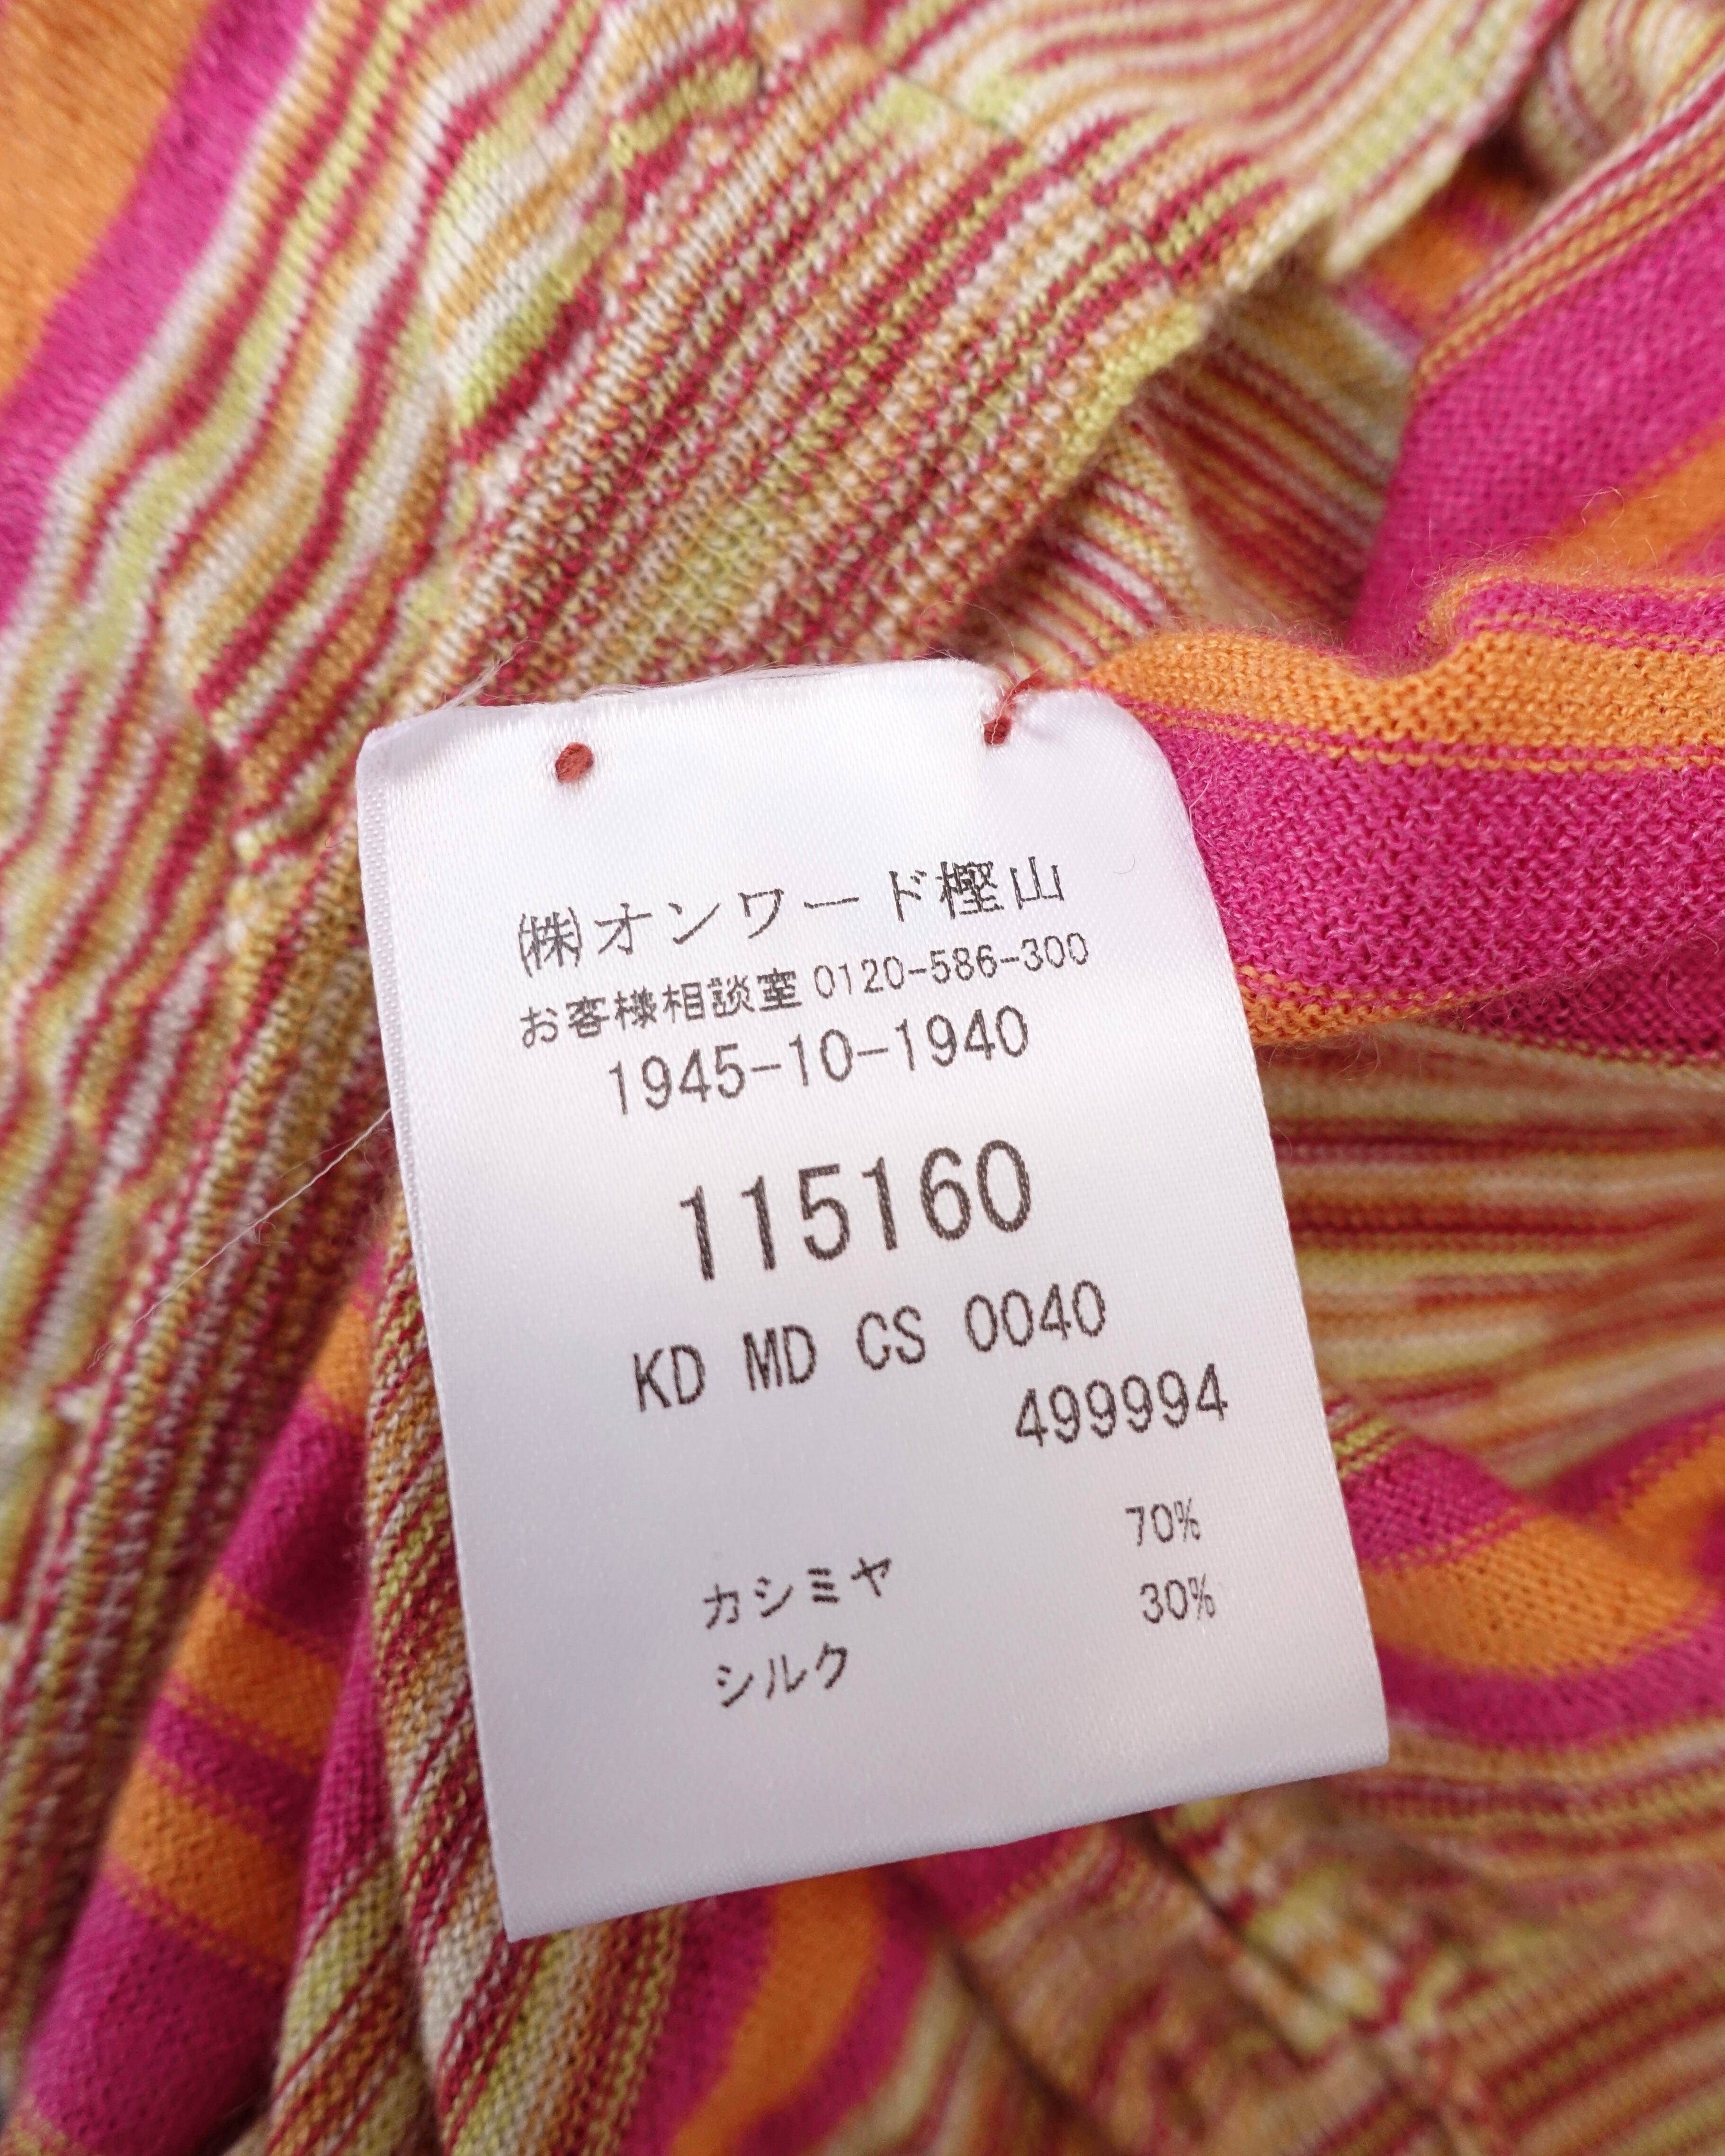 ㈱オンワード樫山
お客様相談室 0120-586-300
1945-10-1940
115160
KD MD CS 0040
499994
カシミヤ 70%
シルク 30%